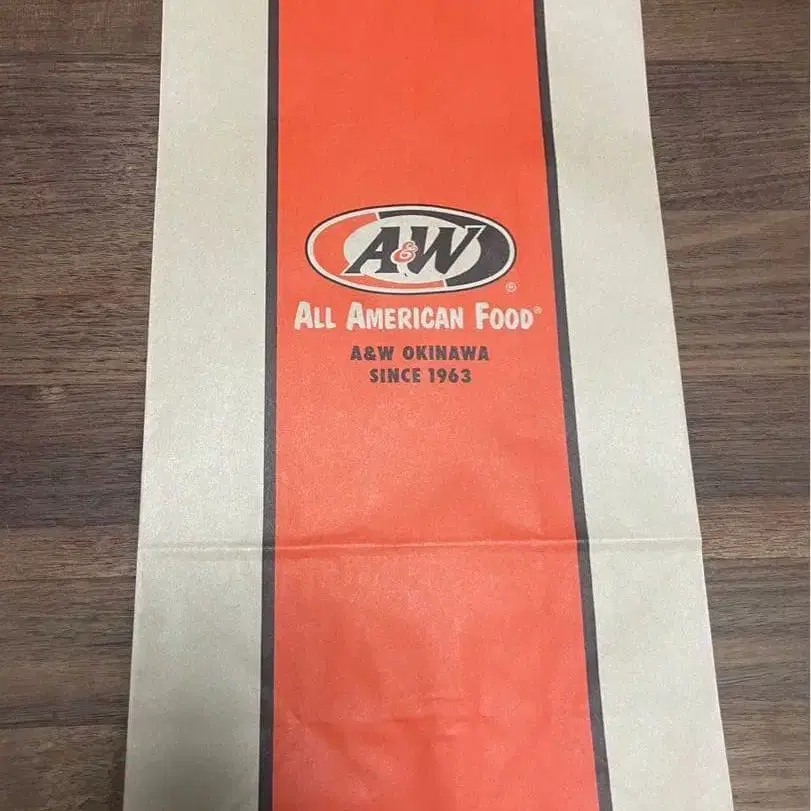 A&W®
ALL AMERICAN FOOD®
A&W OKINAWA
SINCE 1963